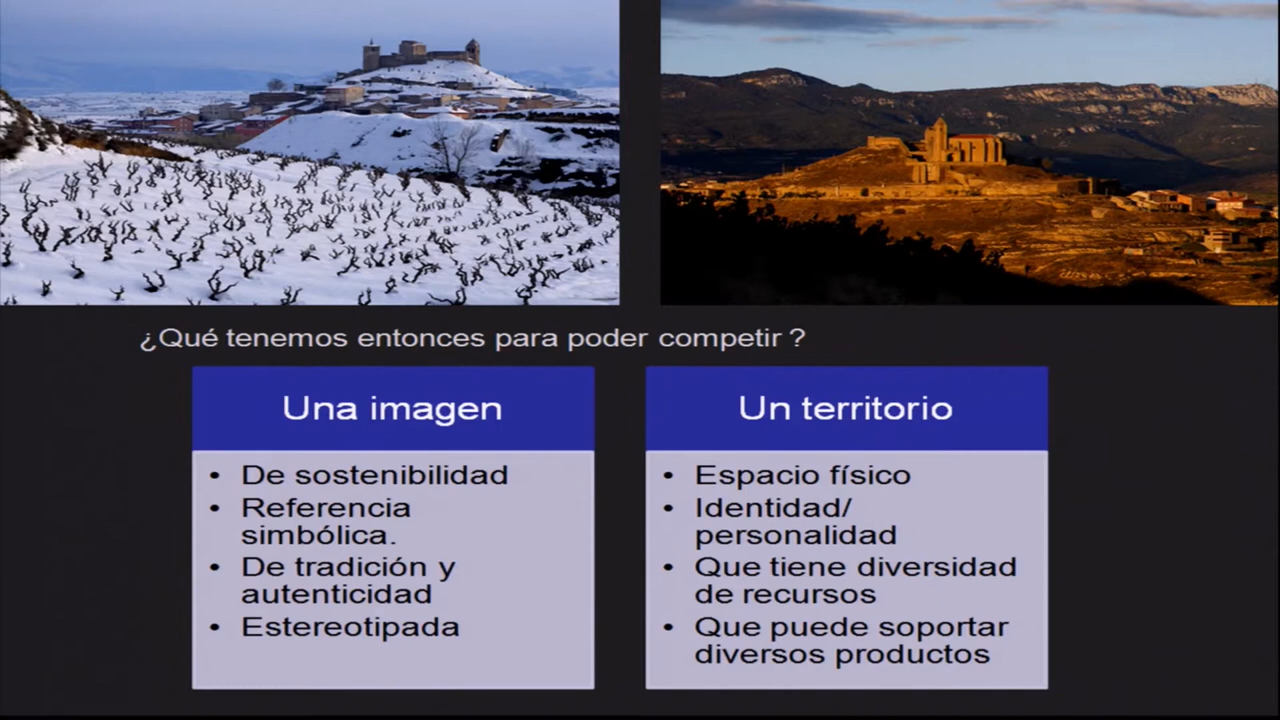 ¿Qué tenemos entonces para poder competir ?
Una imagen
• De sostenibilidad
• Referencia
simbólica.
• De tradición y
autenticidad
• Estereotipada
Un territorio
• Espacio físico
• Identidad/
personalidad
• Que tiene diversidad
de recursos
• Que puede soportar
diversos productos